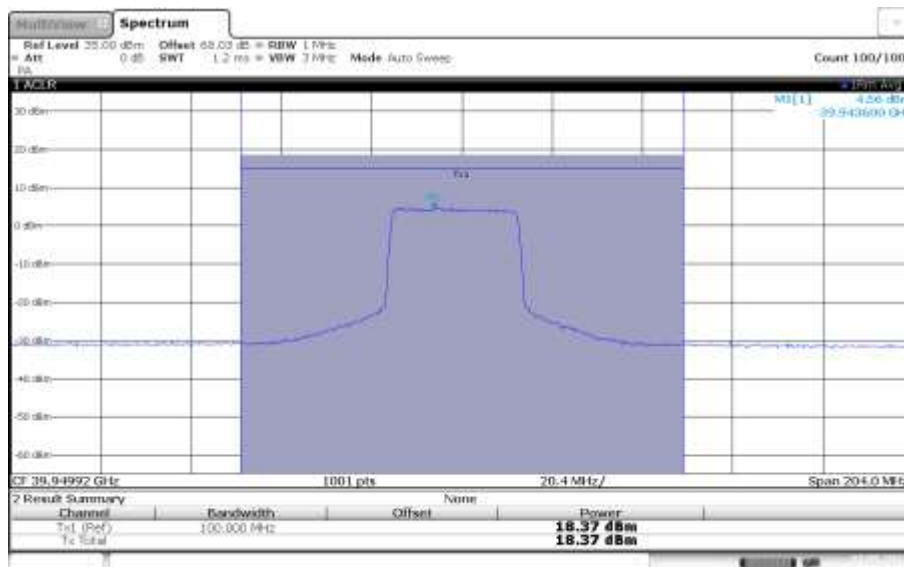 MultiView Spectrum
Ref Level 35.00 dBm Offset 68.03 dB RBW 1 MHz
Att 0 dB SWT 1.2 ms VBW 3 MHz Mode Auto Sweep Count 100/100
PA
1 ACLR 1Rm Avg
M1[1] 4.56 dBm
39.943600 GHz
30 dBm
20 dBm
Tx1
10 dBm
0 dBm
-10 dBm
-20 dBm
-30 dBm
-40 dBm
-50 dBm
-60 dBm
CF 39.94992 GHz 1001 pts 20.4 MHz/ Span 204.0 MHz
2 Result Summary None
Channel Bandwidth Offset Power
Tx1 (Ref) 100.000 MHz 18.37 dBm
Tx Total 18.37 dBm